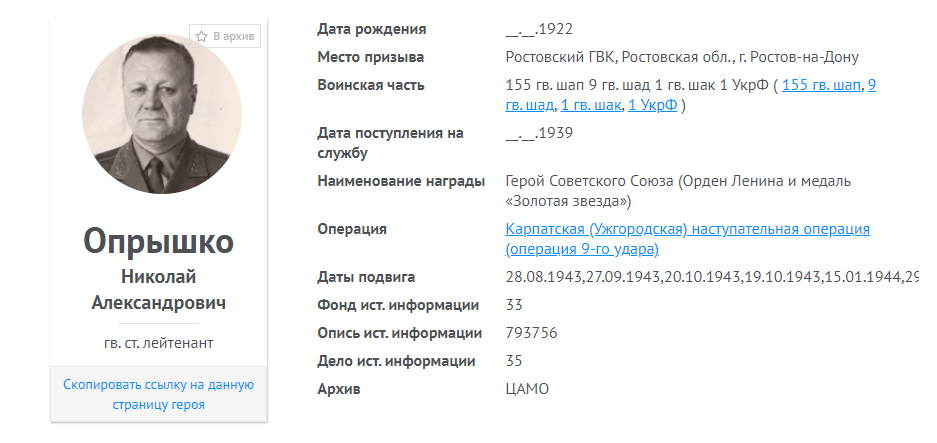 В архив
Опрышко
Николай
Александрович
гв. ст. лейтенант
Скопировать ссылку на данную
страницу героя
Дата рождения __.__.1922
Место призыва Ростовский ГВК, Ростовская обл., г. Ростов-на-Дону
Воинская часть 155 гв. шап 9 гв. шад 1 гв. шак 1 УкрФ ( 155 гв. шап, 9
гв. шад, 1 гв. шак, 1 УкрФ )
Дата поступления на __.__.1939
службу
Наименование награды Герой Советского Союза (Орден Ленина и медаль
«Золотая звезда»)
Операция Карпатская (Ужгородская) наступательная операция
(операция 9-го удара)
Даты подвига 28.08.1943,27.09.1943,20.10.1943,19.10.1943,15.01.1944,29
Фонд ист. информации 33
Опись ист. информации 793756
Дело ист. информации 35
Архив ЦАМО